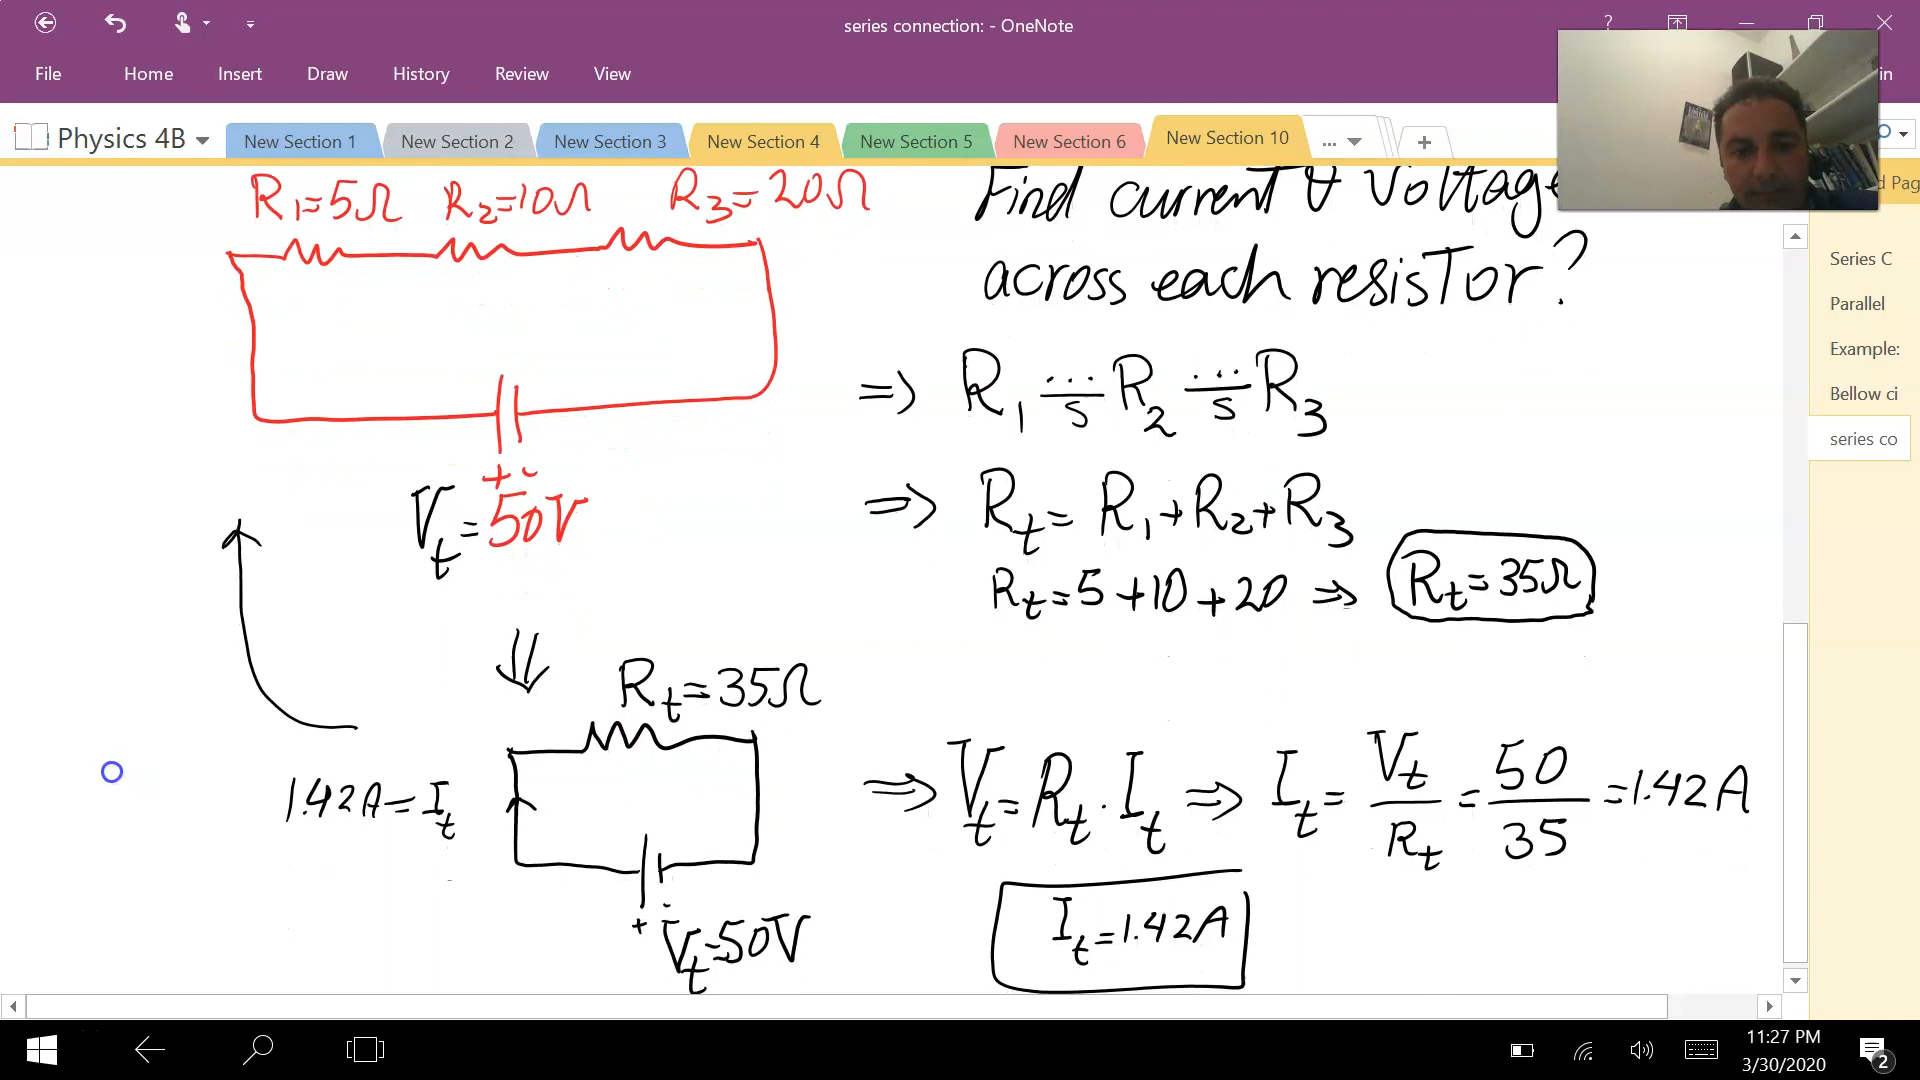 series connection: - OneNote
?
File Home Insert Draw History Review View
in
Physics 4B
New Section 1
New Section 2
New Section 3
New Section 4
New Section 5
New Section 6
New Section 10
...
+
d Pag
Series C
Parallel
Example:
Bellow ci
series co
R1=5Ω R2=10Ω R3=20Ω
+ -
Vt=50V
Find current & Voltage
across each resisTor?
⇒ R1 ...s R2 ...s R3
⇒ Rt=R1+R2+R3
Rt=5+10+20 ⇒ Rt=35Ω
⇓
Rt=35Ω
1.42A=It
+ -
Vt=50V
⇒ Vt=Rt.It ⇒ It=Vt/Rt=50/35=1.42A
It=1.42A
11:27 PM
3/30/2020
2